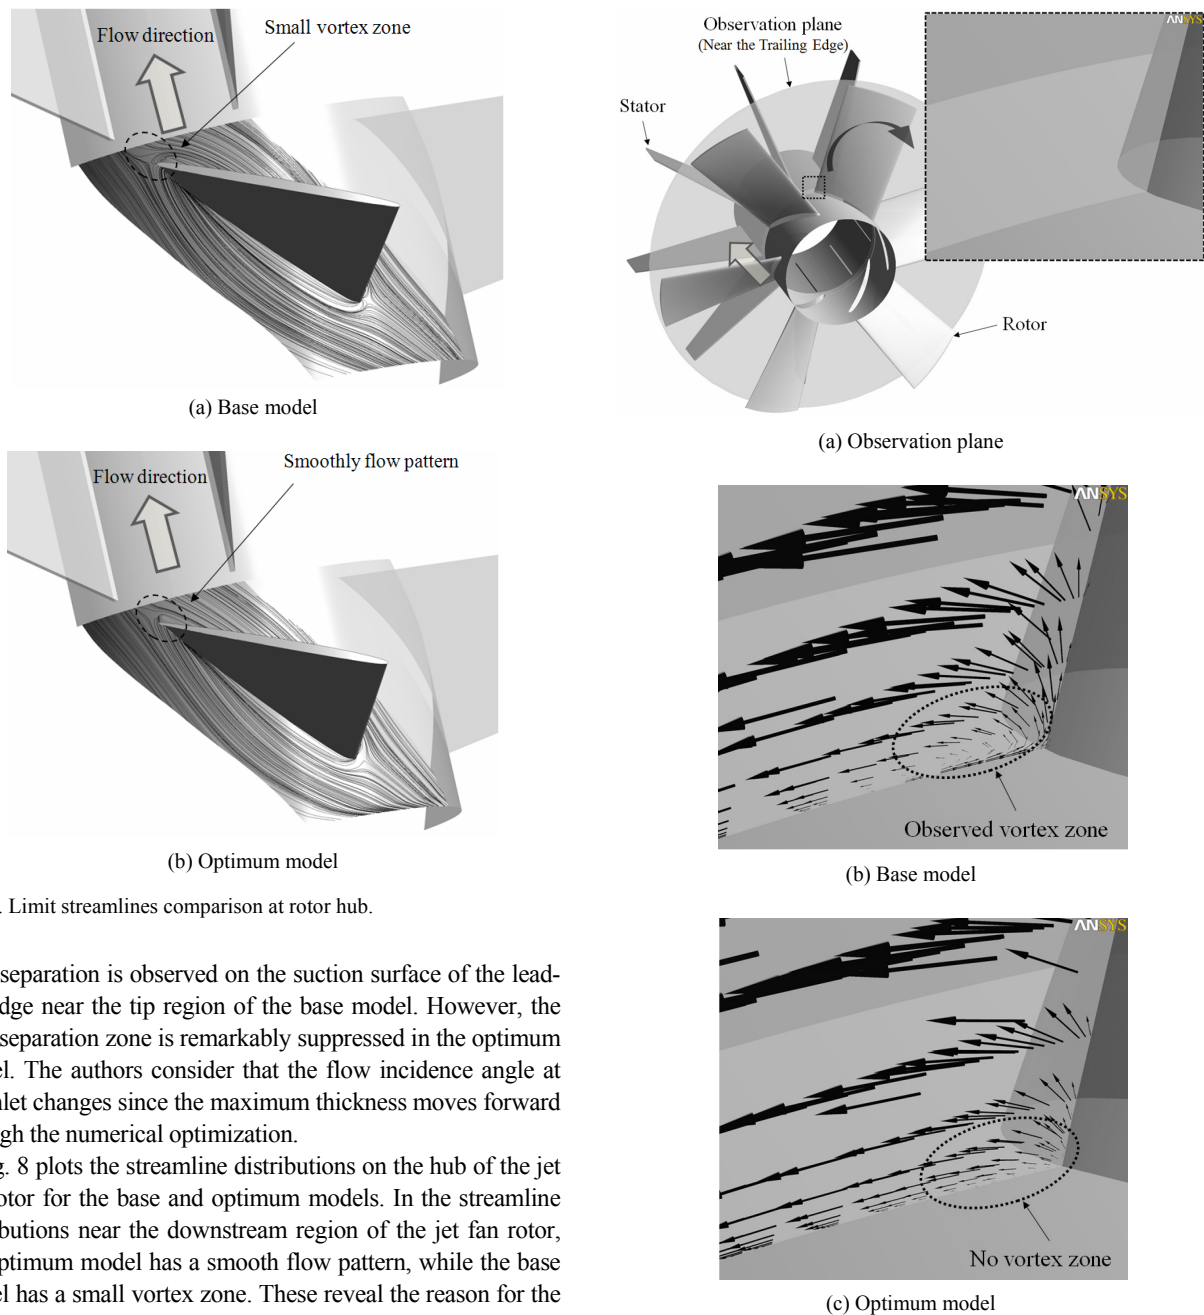 Flow direction
Small vortex zone
(a) Base model
Flow direction
Smoothly flow pattern
(b) Optimum model
. Limit streamlines comparison at rotor hub.
separation is observed on the suction surface of the lead-
dge near the tip region of the base model. However, the
separation zone is remarkably suppressed in the optimum
el. The authors consider that the flow incidence angle at
nlet changes since the maximum thickness moves forward
gh the numerical optimization.
g. 8 plots the streamline distributions on the hub of the jet
otor for the base and optimum models. In the streamline
butions near the downstream region of the jet fan rotor,
ptimum model has a smooth flow pattern, while the base
el has a small vortex zone. These reveal the reason for the
Observation plane
(Near the Trailing Edge)
Stator
Rotor
ANSYS
(a) Observation plane
ANSYS
Observed vortex zone
(b) Base model
ANSYS
No vortex zone
(c) Optimum model